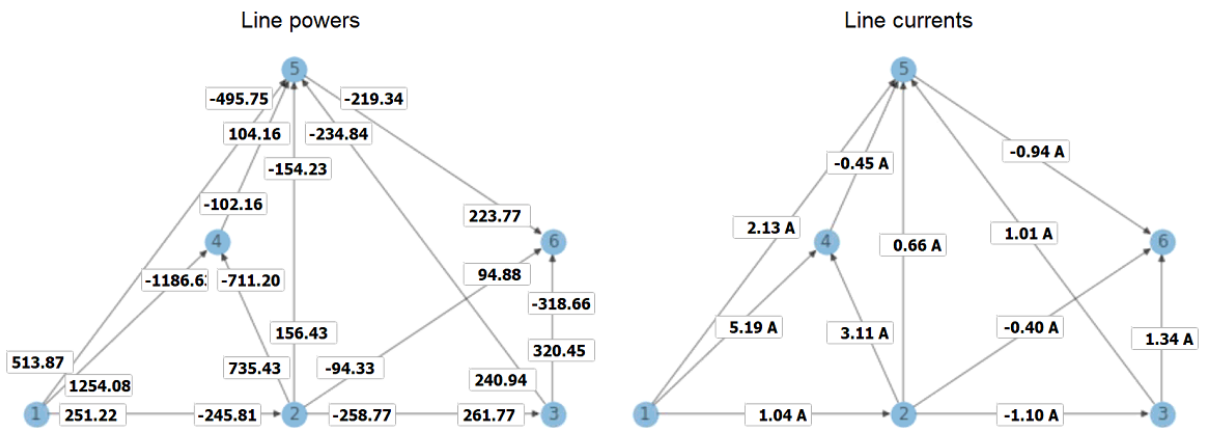 Line powers
Line currents
5
5
-495.75
-219.34
104.16
-234.84
-0.94 A
-154.23
-0.45 A
-102.16
223.77
2.13 A
1.01 A
4
6
4
0.66 A
6
-1186.6
-711.20
94.88
-318.66
5.19 A
3.11 A
-0.40 A
156.43
1.34 A
320.45
513.87
735.43
-94.33
240.94
1254.08
1
251.22
-245.81
2
-258.77
261.77
3
1
1.04 A
2
-1.10 A
3